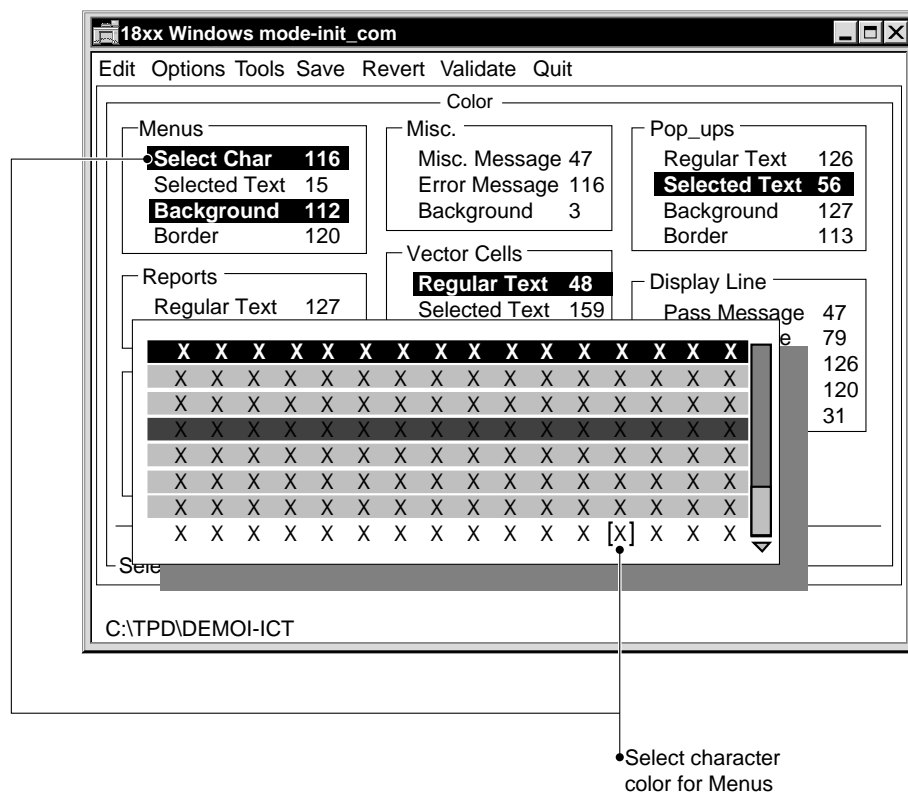 18xx Windows mode-init_com
Edit Options Tools Save Revert Validate Quit
Color
Menus
Select Char 116
Selected Text 15
Background 112
Border 120
Misc.
Misc. Message 47
Error Message 116
Background 3
Pop_ups
Regular Text 126
Selected Text 56
Background 127
Border 113
Reports
Regular Text 127
Vector Cells
Regular Text 48
Selected Text 159
Display Line
Pass Message 47
e 79
126
120
31
X X X X X X X X X X X X X X X X
X X X X X X X X X X X X X X X X
X X X X X X X X X X X X X X X X
X X X X X X X X X X X X X X X X
X X X X X X X X X X X X X X X X
X X X X X X X X X X X X X X X X
X X X X X X X X X X X X X X X X
X X X X X X X X X X X X [X] X X X
C:\TPD\DEMOI-ICT
Select character
color for Menus